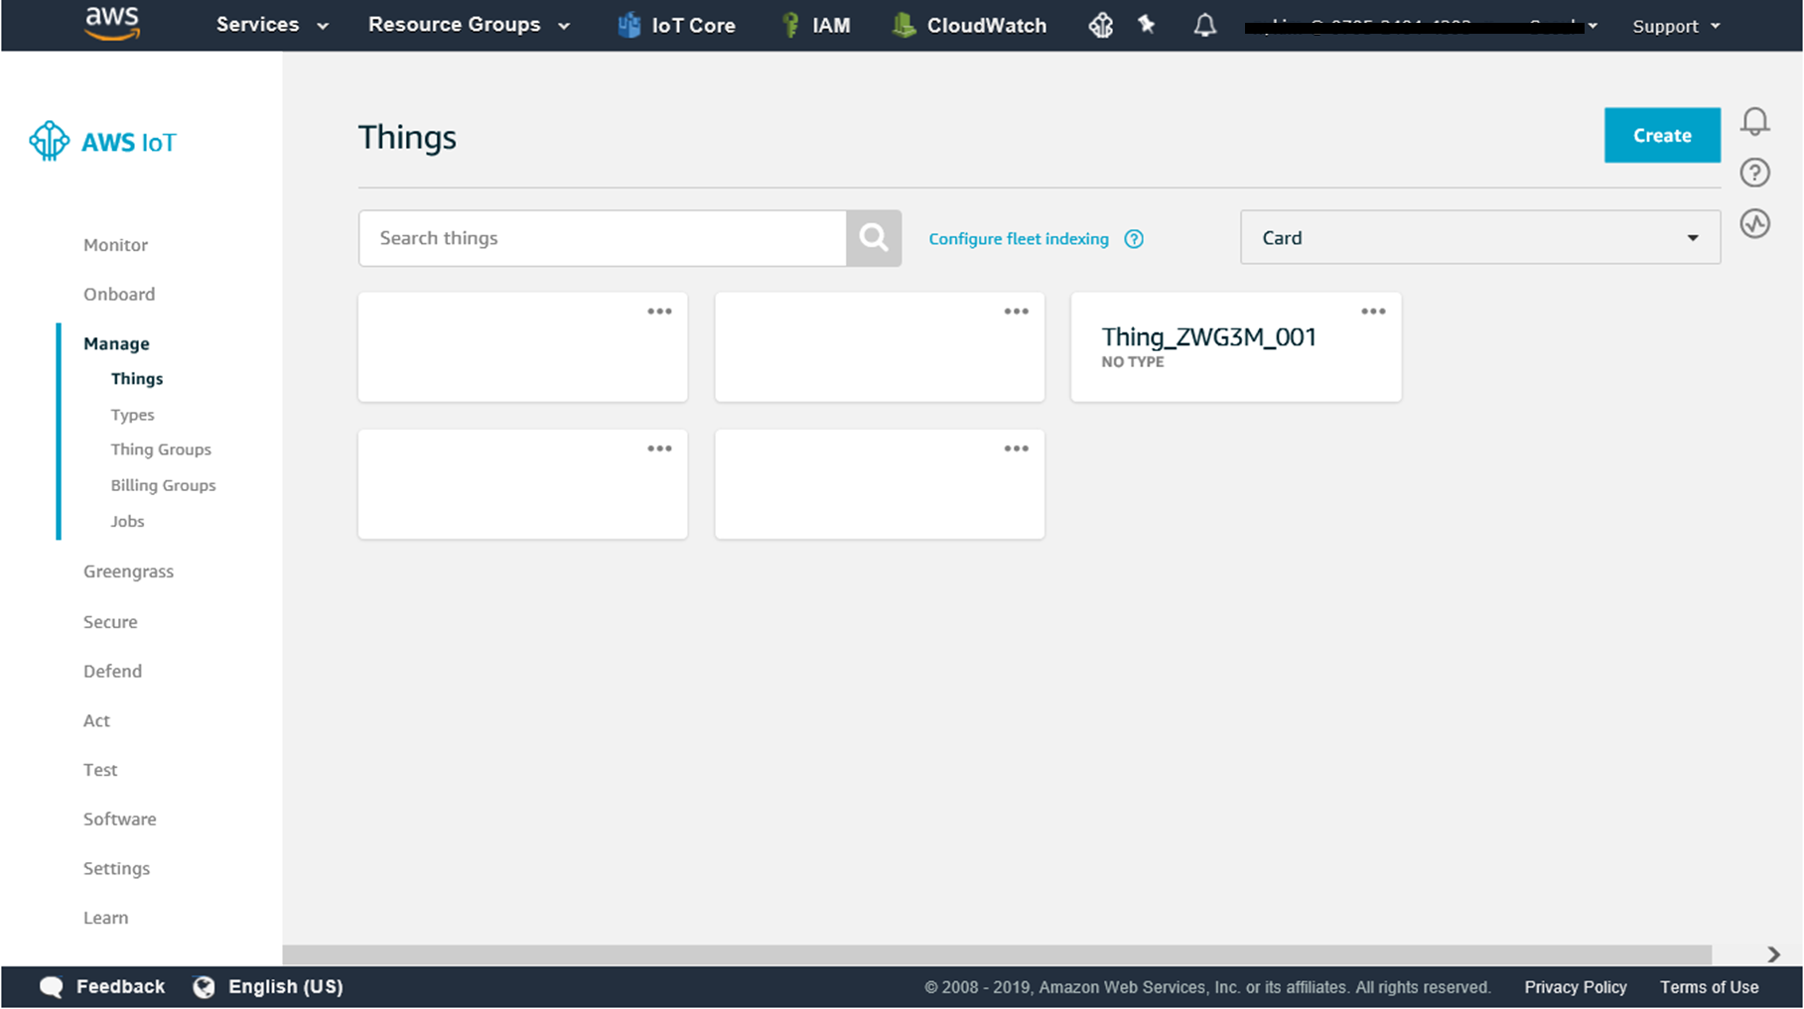 aws Services Resource Groups IoT Core IAM CloudWatch Support
AWS IoT
Things
Create
Search things
Configure fleet indexing ?
Card
?
Monitor
Onboard
Manage
Things
Types
Thing Groups
Billing Groups
Jobs
Greengrass
Secure
Defend
Act
Test
Software
Settings
Learn
Thing_ZWG3M_001
NO TYPE
Feedback English (US) © 2008 - 2019, Amazon Web Services, Inc. or its affiliates. All rights reserved. Privacy Policy Terms of Use